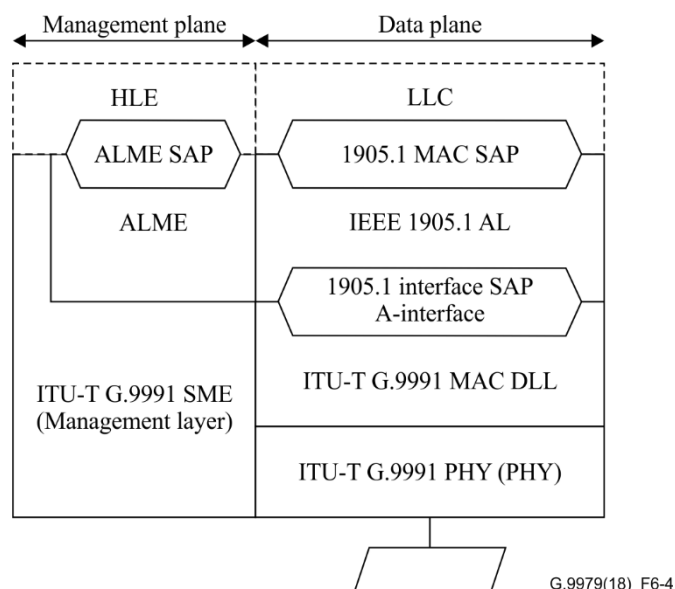 Management plane
Data plane
HLE
LLC
ALME SAP
1905.1 MAC SAP
ALME
IEEE 1905.1 AL
1905.1 interface SAP
A-interface
ITU-T G.9991 SME
(Management layer)
ITU-T G.9991 MAC DLL
ITU-T G.9991 PHY (PHY)
G.9979(18)_F6-4